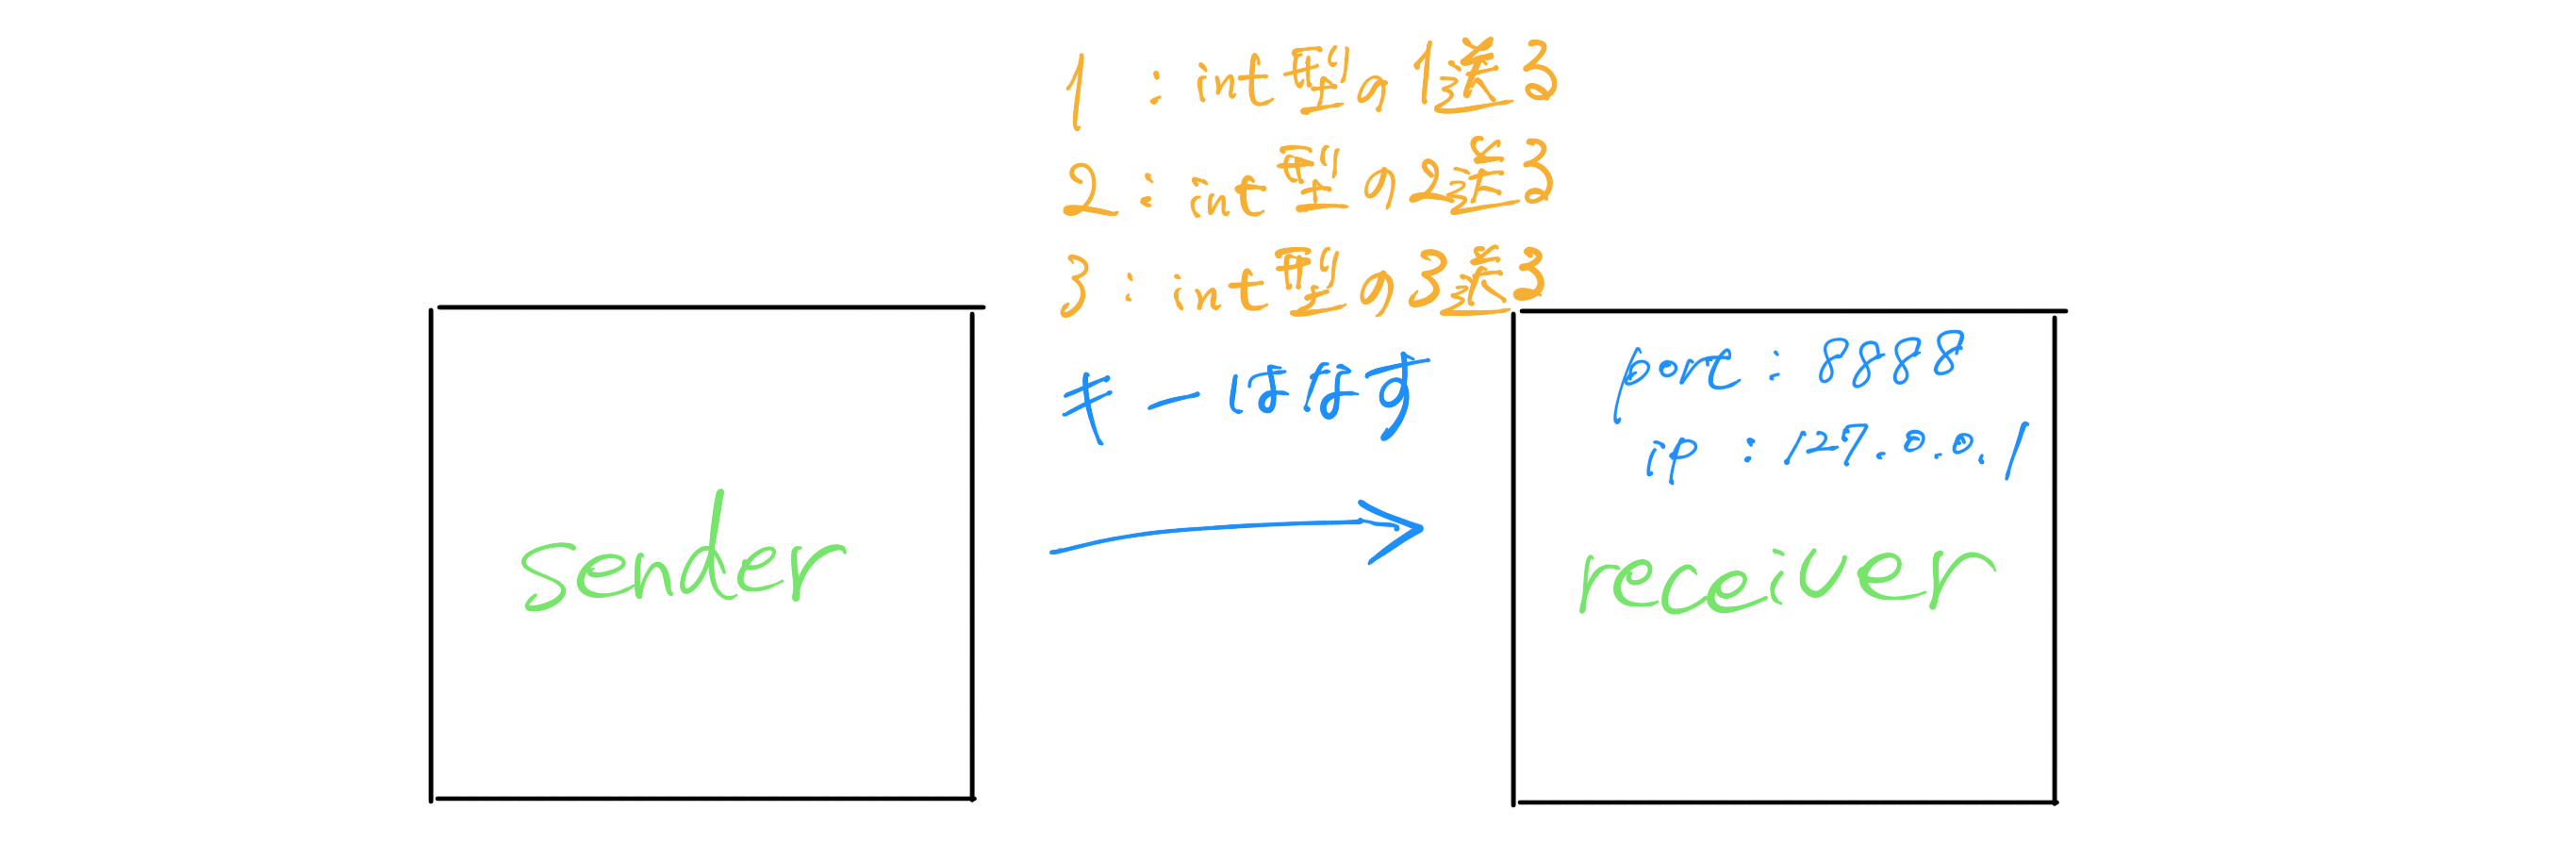 1 : int型の1送る
2 : int型の2送る
3 : int型の3送る
キーはなす
port : 8888
ip : 127.0.0.1
sender
receiver